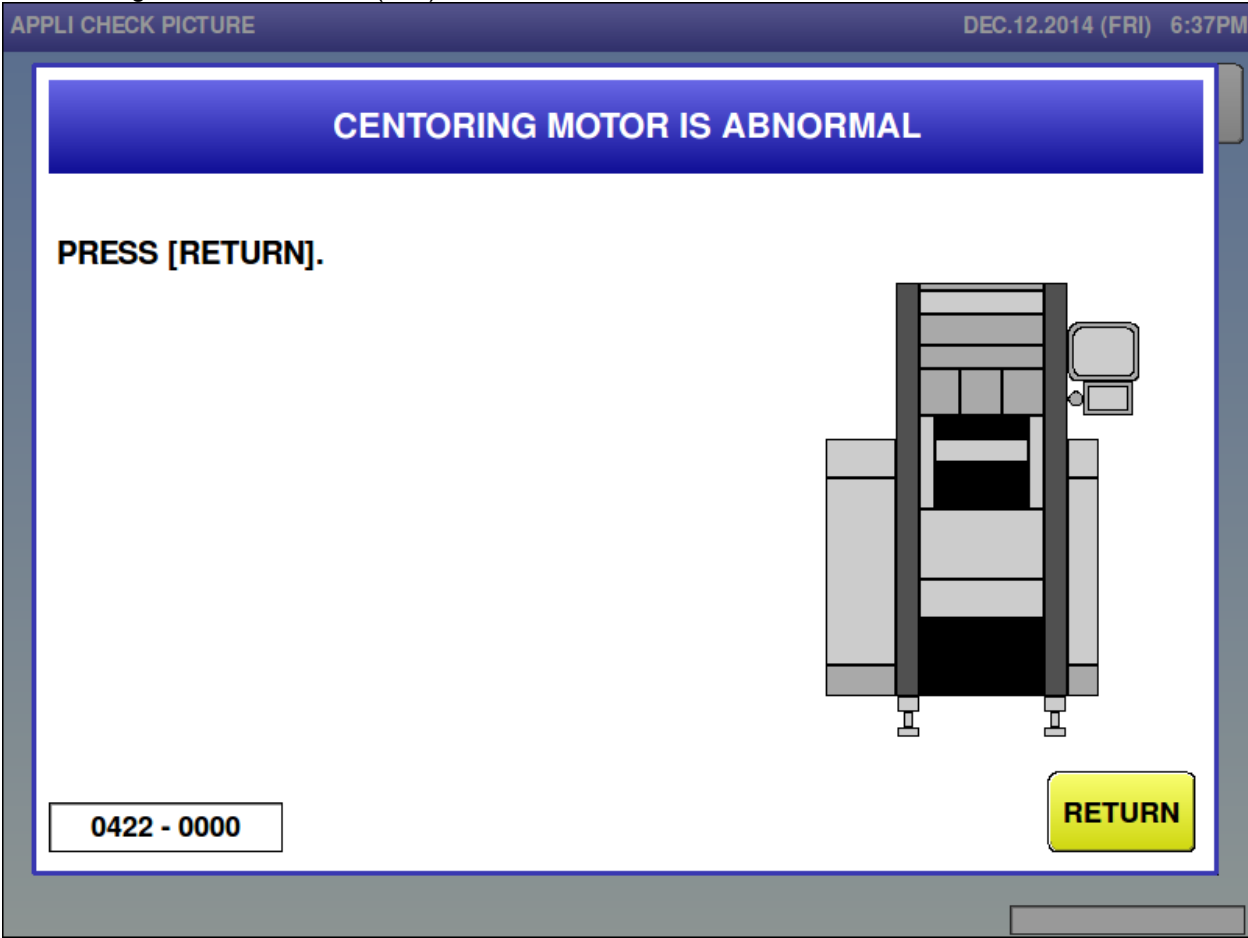 APPLI CHECK PICTURE DEC.12.2014 (FRI) 6:37PM
CENTORING MOTOR IS ABNORMAL
PRESS [RETURN].
0422 - 0000
RETURN